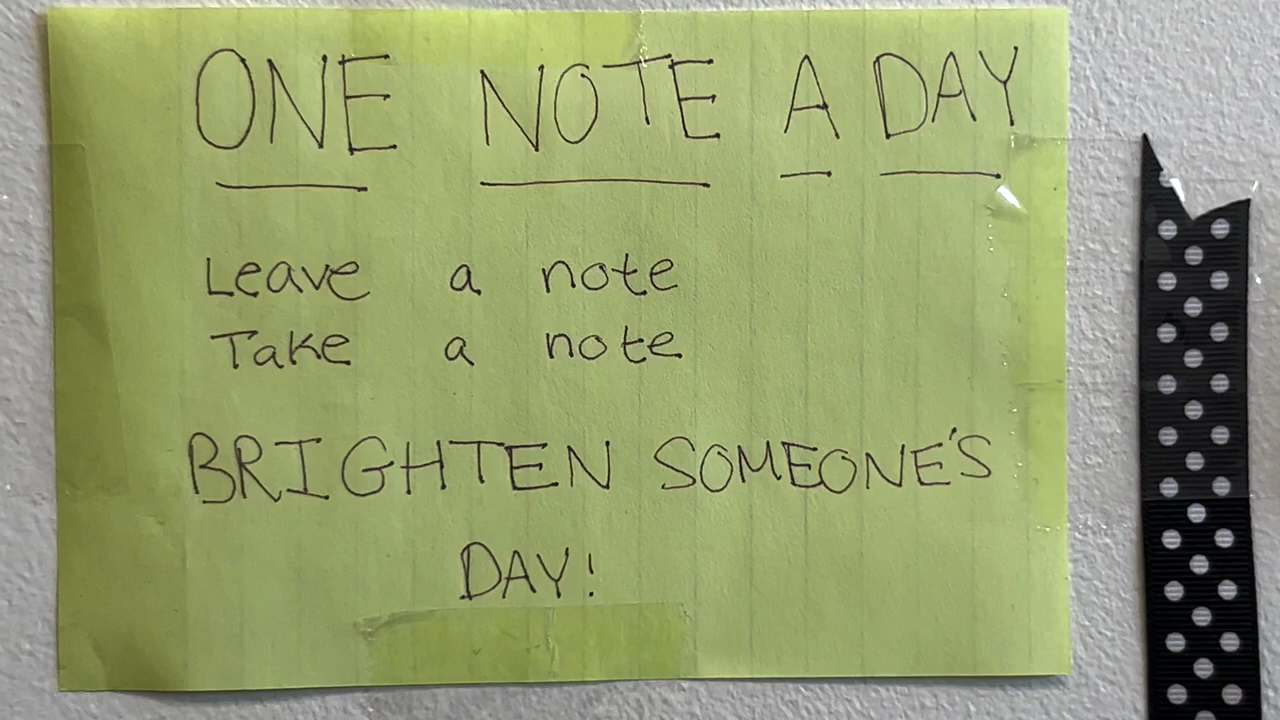 ONE NOTE A DAY
Leave a note
Take a note
BRIGHTEN SOMEONE'S
DAY!